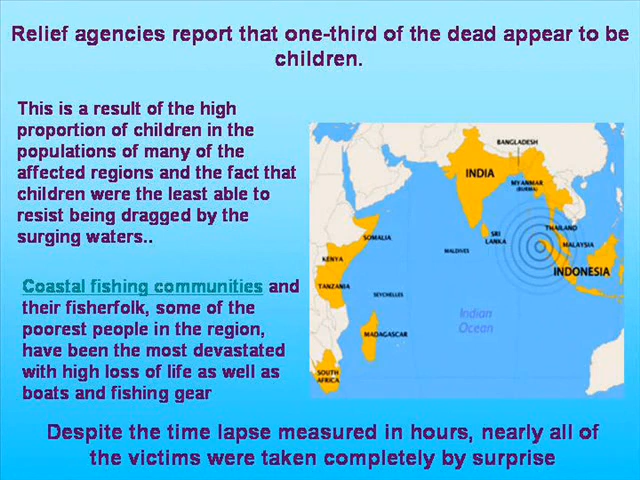 Relief agencies report that one-third of the dead appear to be
children.
This is a result of the high
proportion of children in the
populations of many of the
affected regions and the fact that
children were the least able to
resist being dragged by the
surging waters..
Coastal fishing communities and
their fisherfolk, some of the
poorest people in the region,
have been the most devastated
with high loss of life as well as
boats and fishing gear
BANGLADESH
INDIA
MYANMAR
(BURMA)
THAILAND
SRI
LANKA
MALDIVES
MALAYSIA
INDONESIA
SOMALIA
KENYA
TANZANIA
SEYCHELLES
MADAGASCAR
Indian
Ocean
SOUTH
AFRICA
Despite the time lapse measured in hours, nearly all of
the victims were taken completely by surprise